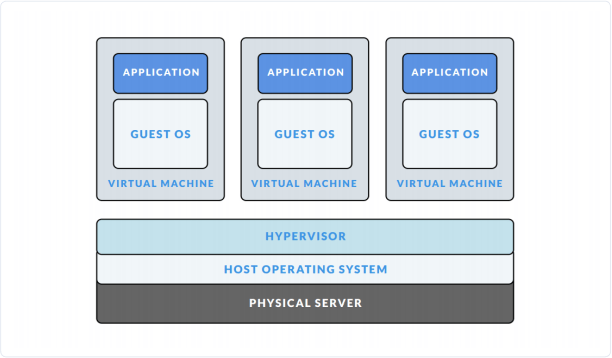 APPLICATION APPLICATION APPLICATION
GUEST OS GUEST OS GUEST OS
VIRTUAL MACHINE VIRTUAL MACHINE VIRTUAL MACHINE
HYPERVISOR
HOST OPERATING SYSTEM
PHYSICAL SERVER